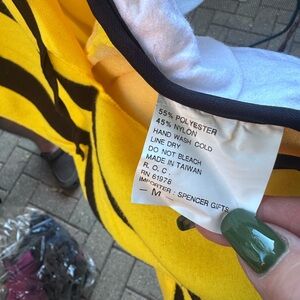 55% POLYESTER
45% NYLON
HAND WASH COLD
LINE DRY
DO NOT BLEACH
MADE IN TAIWAN
R.O.C.
RN 61976
IMPORTER: SPENCER GIFTS
— M —